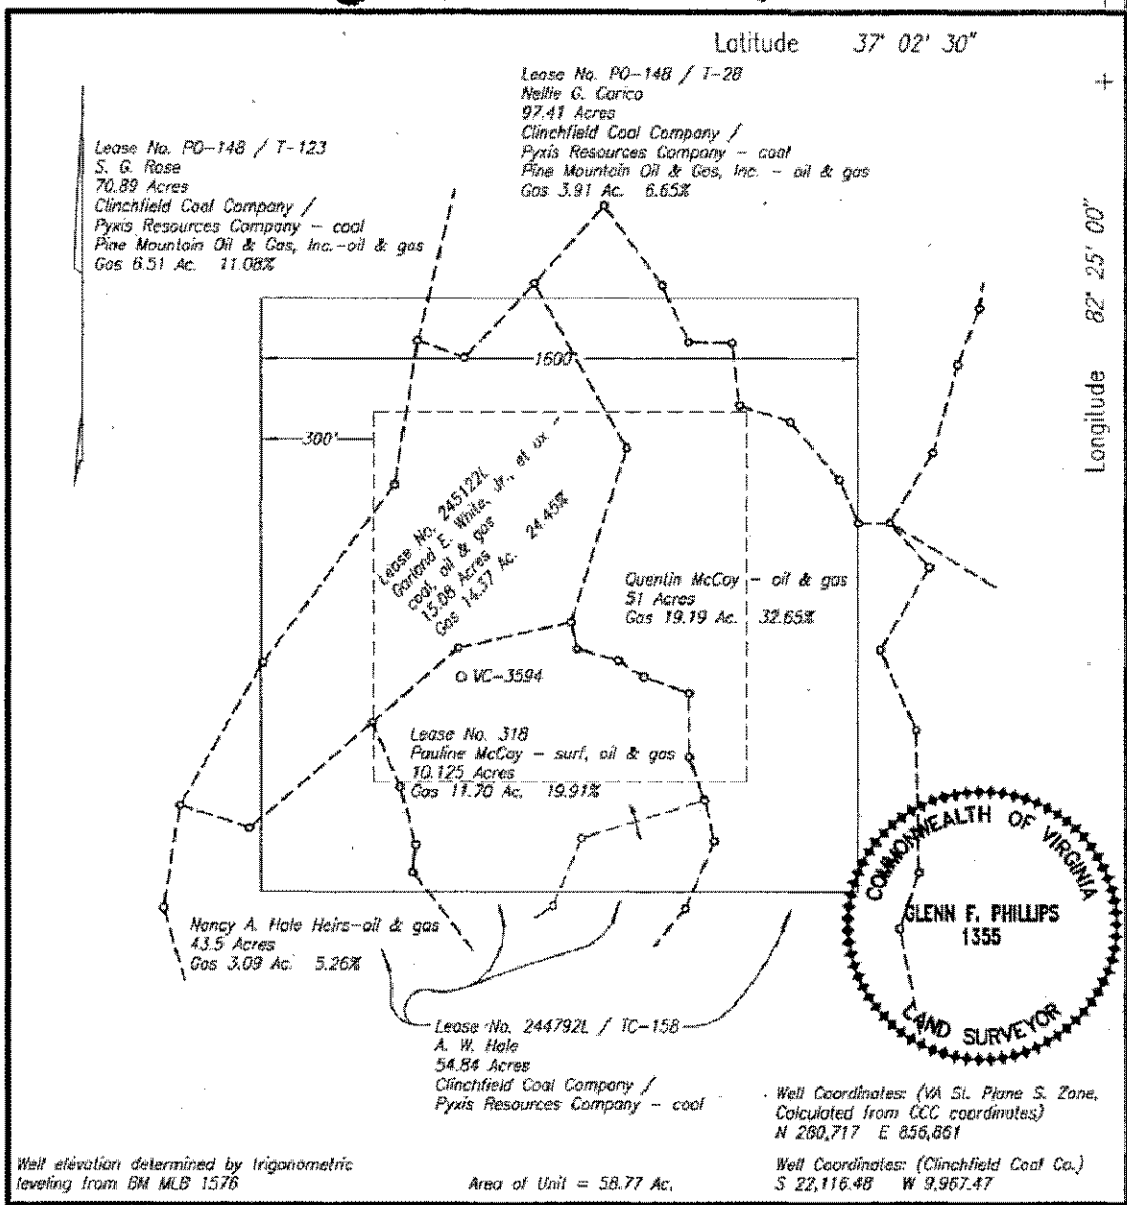 Latitude 37° 02' 30"
Lease No. PO-148 / T-28
Nellie G. Carico
97.41 Acres
Clinchfield Coal Company /
Pyxis Resources Company - coal
Pine Mountain Oil & Gas, Inc. - oil & gas
Gas 3.91 Ac. 6.65%
Lease No. PO-148 / T-123
S. G. Rose
70.89 Acres
Clinchfield Coal Company /
Pyxis Resources Company - coal
Pine Mountain Oil & Gas, Inc.-oil & gas
Gas 6.51 Ac. 11.08%
Longitude 82° 25' 00"
1600'
300'
Lease No. 245122L
Garland E. White, Jr., et ux -
coal, oil & gas
15.08 Acres
Gas 14.37 Ac. 24.45%
Quentin McCoy - oil & gas
51 Acres
Gas 19.19 Ac. 32.65%
VC-3594
Lease No. 318
Pauline McCoy - surf, oil & gas
10.125 Acres
Gas 11.70 Ac. 19.91%
COMMONWEALTH OF VIRGINIA
GLENN F. PHILLIPS
1355
LAND SURVEYOR
Nancy A. Hale Heirs-oil & gas
43.5 Acres
Gas 3.09 Ac. 5.26%
Lease No. 244792L / TC-158
A. W. Hale
54.84 Acres
Clinchfield Coal Company /
Pyxis Resources Company - coal
Well Coordinates: (VA St. Plane S. Zone,
Calculated from CCC coordinates)
N 280,717 E 856,861
Well Coordinates: (Clinchfield Coal Co.)
S 22,116.48 W 9,967.47
Well elevation determined by trigonometric
leveling from BM MLB 1576
Area of Unit = 58.77 Ac.